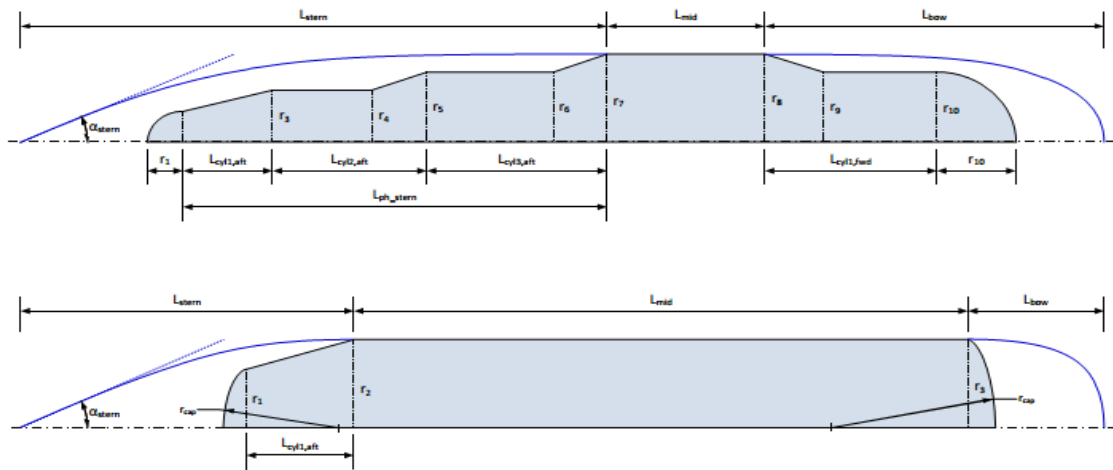 Lstern Lmid Lbow
αstern r3 r4 r5 r6 r7 r8 r9 r10
r1 Lcyl1,aft Lcyl2,aft Lcyl3,aft Lcyl1,fwd r10
Lph_stern
Lstern Lmid Lbow
αstern rcap r1 r2 r3 rcap
Lcyl1,aft